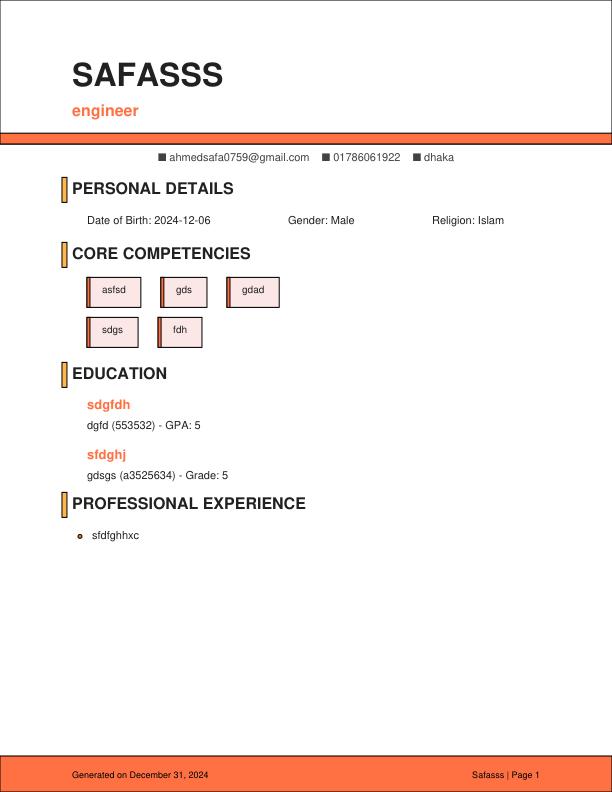 SAFASSS
engineer
■ ahmedsafa0759@gmail.com ■ 01786061922 ■ dhaka
PERSONAL DETAILS
Date of Birth: 2024-12-06 Gender: Male Religion: Islam
CORE COMPETENCIES
asfsd gds gdad
sdgs fdh
EDUCATION
sdgfdh
dgfd (553532) - GPA: 5
sfdghj
gdsgs (a3525634) - Grade: 5
PROFESSIONAL EXPERIENCE
sfdfghhxc
Generated on December 31, 2024 Safasss | Page 1